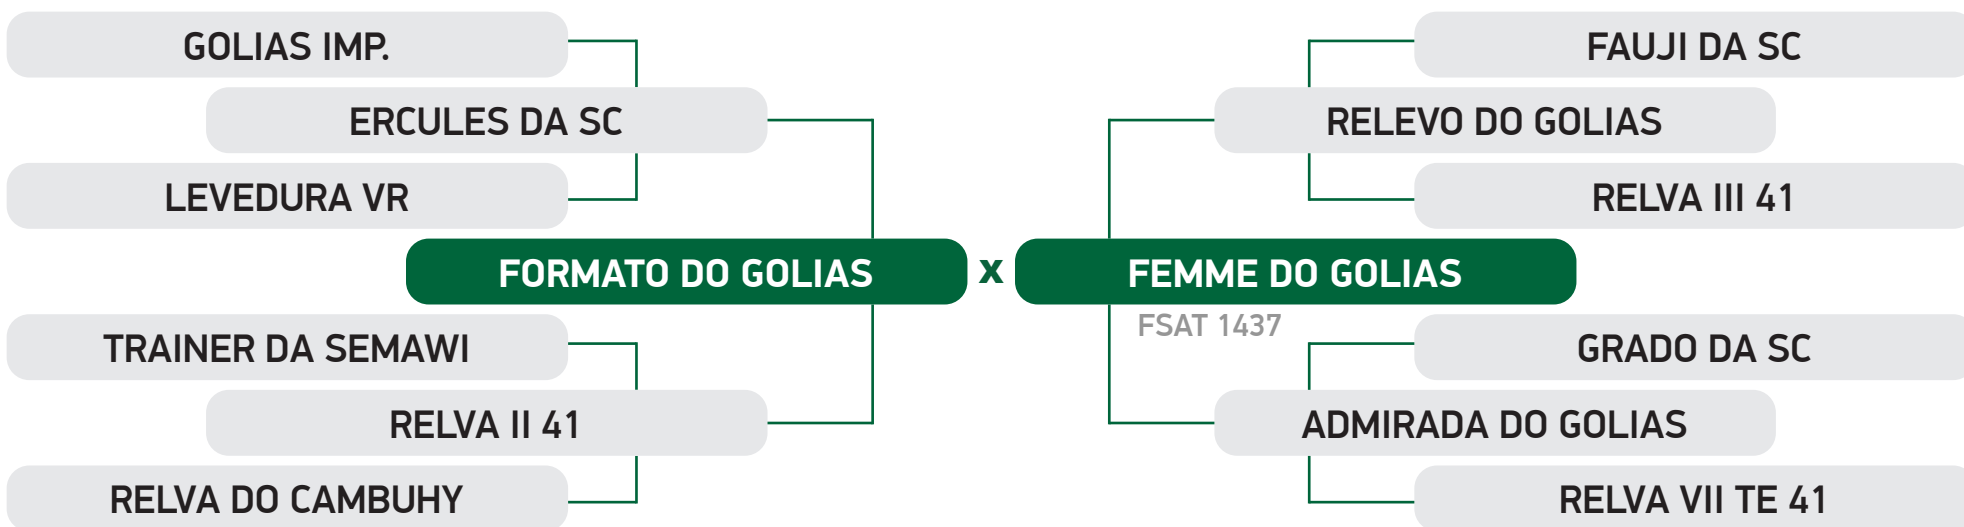 GOLIAS IMP.
FAUJI DA SC
ERCULES DA SC
RELEVO DO GOLIAS
LEVEDURA VR
RELVA III 41
FORMATO DO GOLIAS x FEMME DO GOLIAS
FSAT 1437
TRAINER DA SEMAWI
GRADO DA SC
RELVA II 41
ADMIRADA DO GOLIAS
RELVA DO CAMBUHY
RELVA VII TE 41